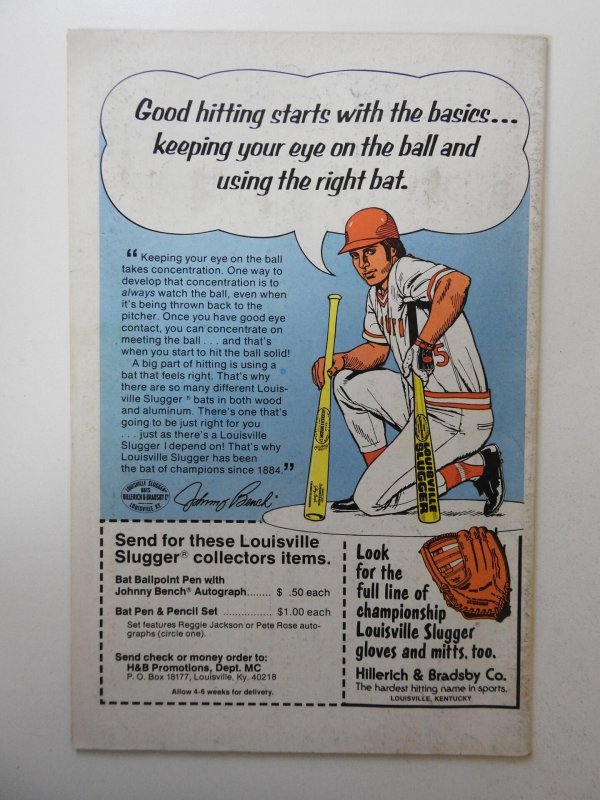 Good hitting starts with the basics...
keeping your eye on the ball and
using the right bat.
“ Keeping your eye on the ball
takes concentration. One way to
develop that concentration is to
always watch the ball, even when
it's being thrown back to the
pitcher. Once you have good eye
contact, you can concentrate on
meeting the ball . . . and that's
when you start to hit the ball solid!
A big part of hitting is using a
bat that feels right. That's why
there are so many different Louis-
ville Slugger ® bats in both wood
and aluminum. There's one that's
going to be just right for you
. . . just as there's a Louisville
Slugger I depend on! That's why
Louisville Slugger has been
the bat of champions since 1884.”
LOUISVILLE SLUGGER
BATS
HILLERICH & BRADSBY Co
LOUISVILLE, KY.
Johnny Bench
5
LOUISVILLE
SLUGGER
Send for these Louisville
Slugger® collectors items.
Bat Ballpoint Pen with
Johnny Bench® Autograph....... $ .50 each
Bat Pen & Pencil Set ................ $1.00 each
Set features Reggie Jackson or Pete Rose auto-
graphs (circle one).
Send check or money order to:
H&B Promotions, Dept. MC
P. O. Box 18177, Louisville, Ky. 40218
Allow 4-6 weeks for delivery.
Look
for the
full line of
championship
Louisville Slugger
gloves and mitts, too.
Hillerich & Bradsby Co.
The hardest hitting name in sports.
LOUISVILLE, KENTUCKY